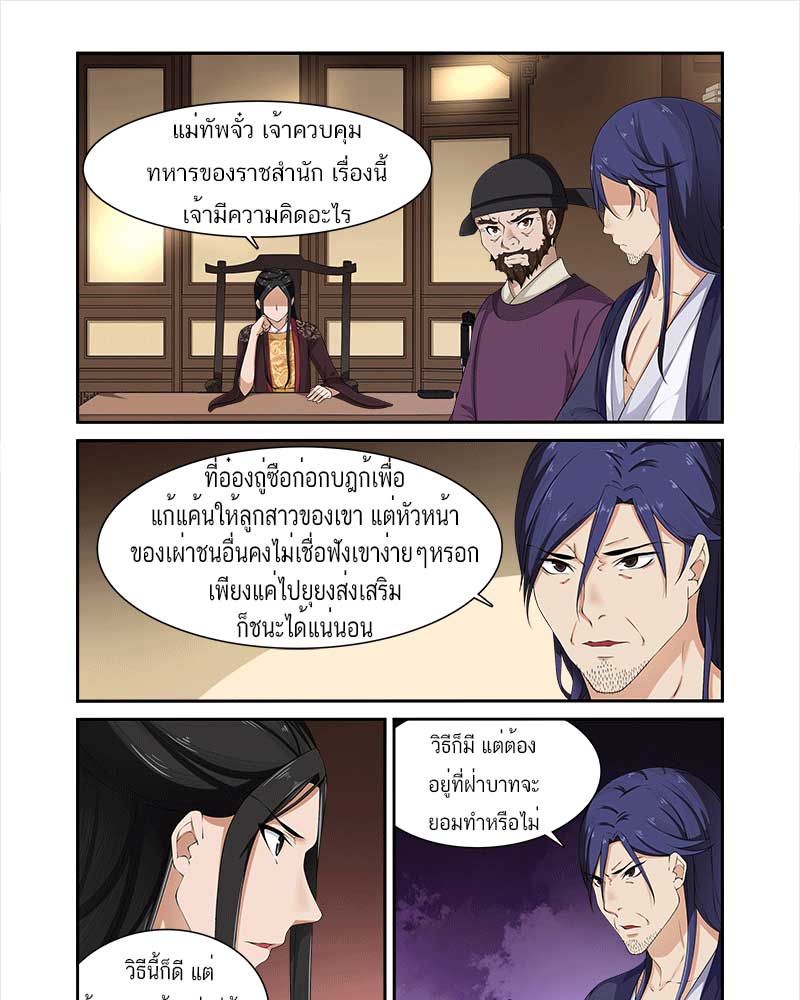 แม่ทัพจั๋ว เจ้าควบคุม
ทหารของราชสำนัก เรื่องนี้
เจ้ามีความคิดอะไร
ที่อ๋องถู่ซือก่อกบฎก้เพื่อ
แก้แค้นให้ลูกสาวของเขา แต่หัวหน้า
ของเผ่าชนอื่นคงไม่เชื่อฟังเขาง่ายๆหรอก
เพียงแค่ไปยุยงส่งเสริม
ก็ชนะได้แน่นอน
วิธีก็มี แต่ต้อง
อยู่ที่ฝ่าบาทจะ
ยอมทำหรือไม่
วิธีนี้ก็ดี แต่